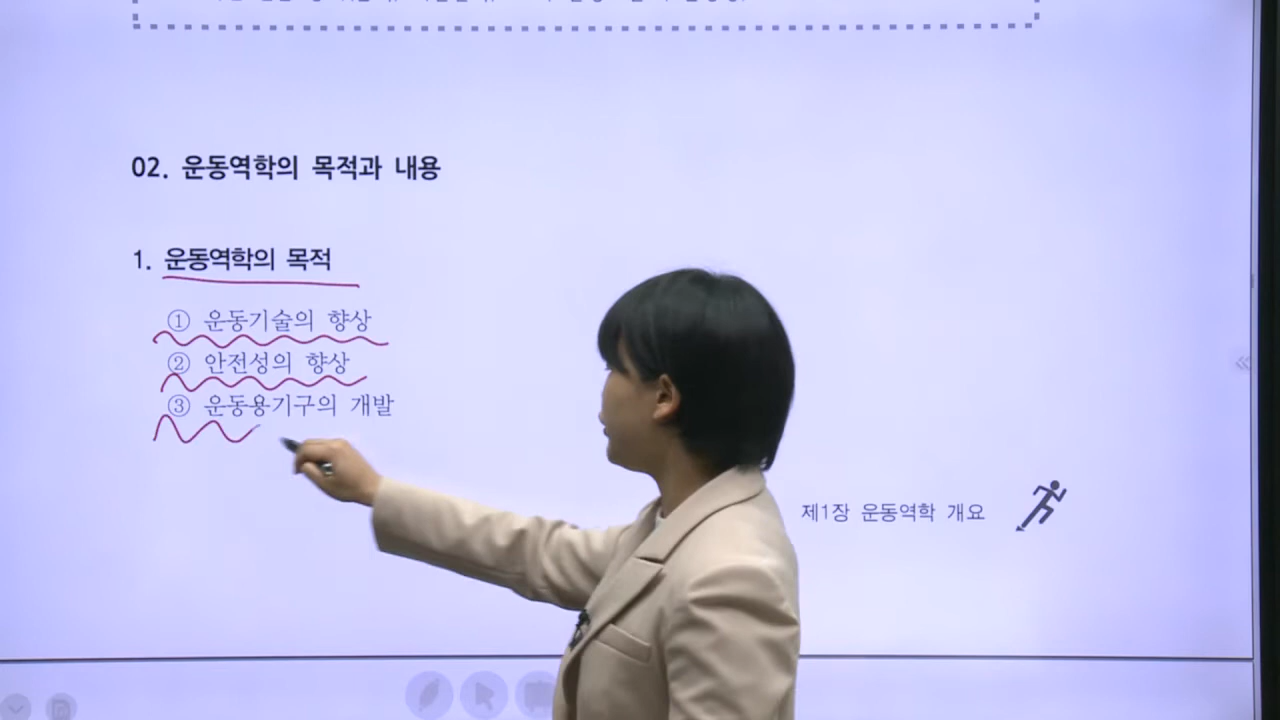 02. 운동역학의 목적과 내용
1. 운동역학의 목적
① 운동기술의 향상
② 안전성의 향상
③ 운동용기구의 개발
제1장 운동역학 개요